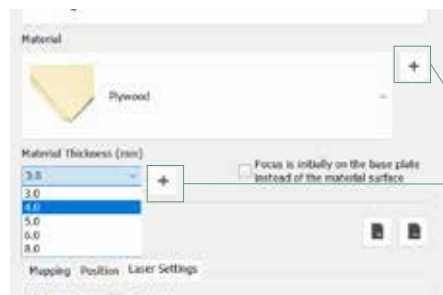 Material
+
Plywood
Material Thickness (mm)
3.0
+
Focus is initially on the base plate
instead of the material surface
3.0
4.0
5.0
6.0
8.0
Mapping Position Laser Settings